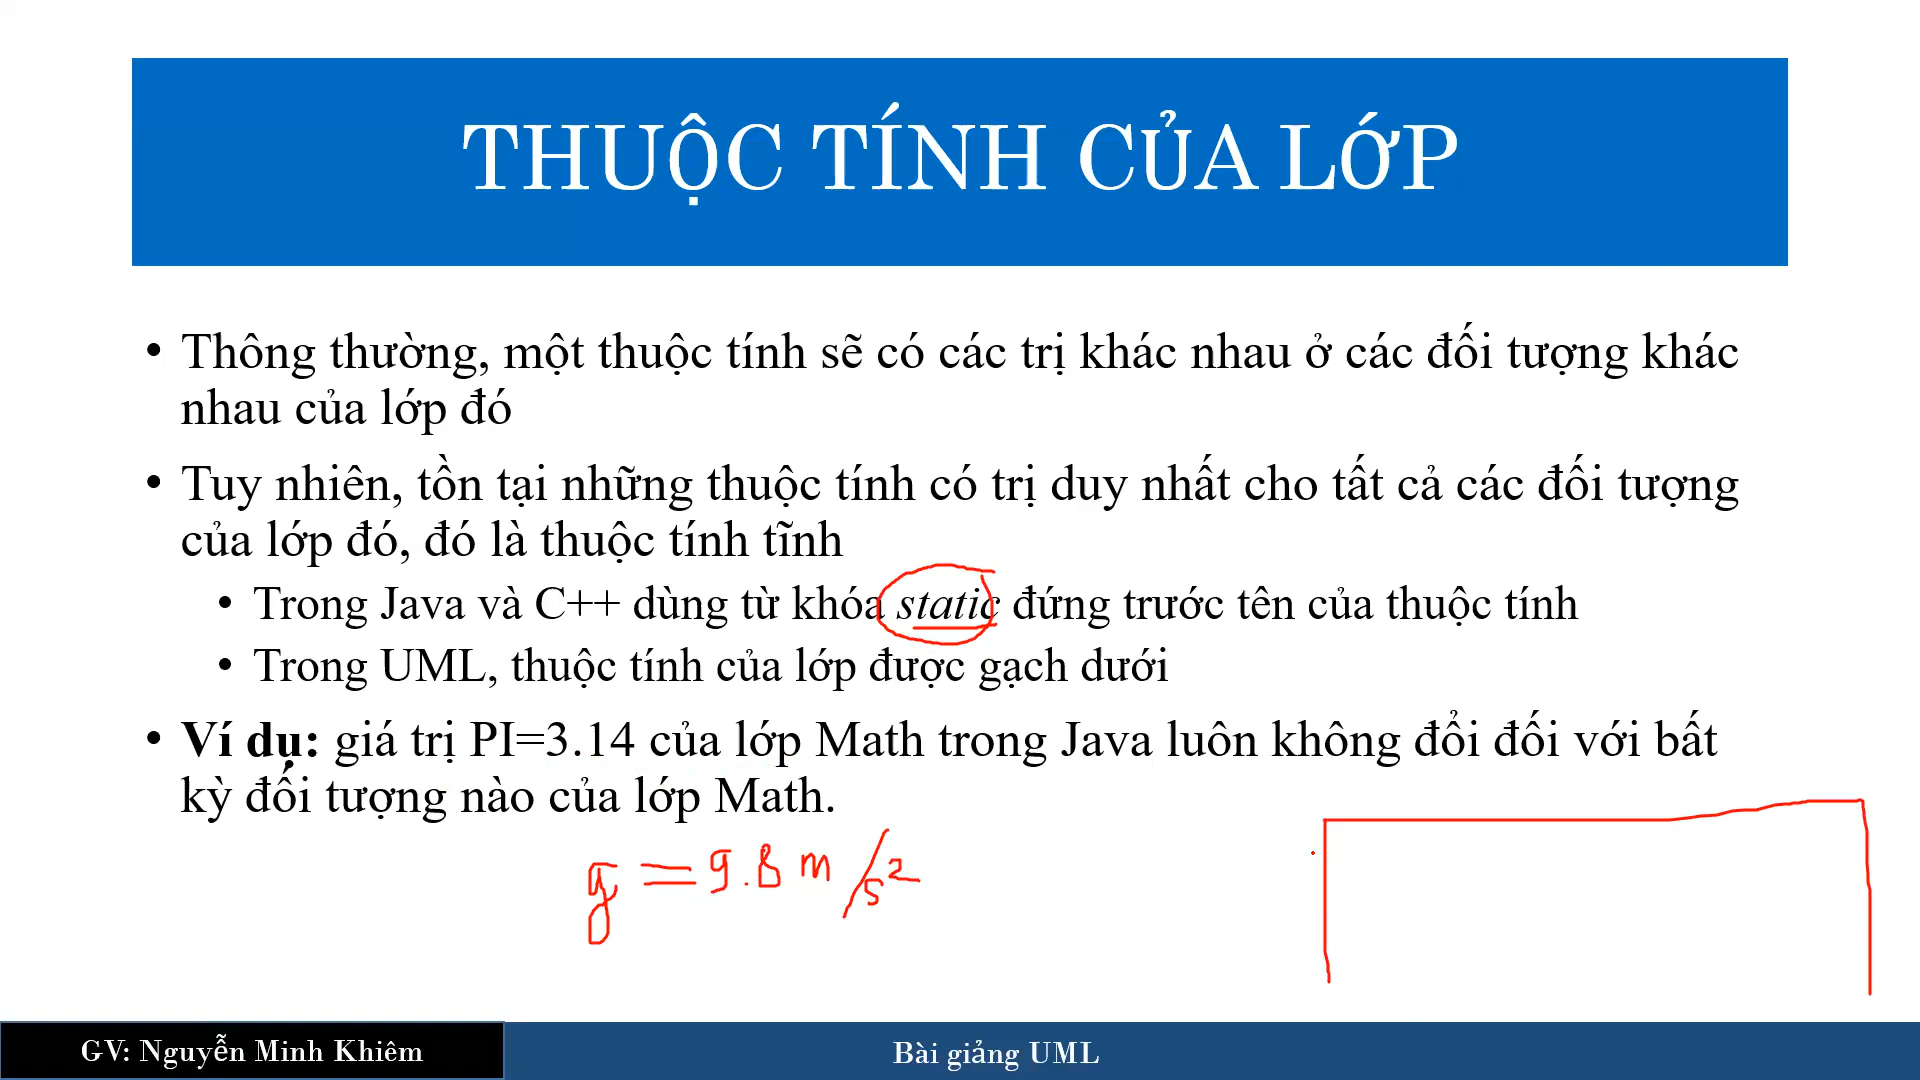 THUỘC TÍNH CỦA LỚP
• Thông thường, một thuộc tính sẽ có các trị khác nhau ở các đối tượng khác
nhau của lớp đó
• Tuy nhiên, tồn tại những thuộc tính có trị duy nhất cho tất cả các đối tượng
của lớp đó, đó là thuộc tính tĩnh
• Trong Java và C++ dùng từ khóa static đứng trước tên của thuộc tính
• Trong UML, thuộc tính của lớp được gạch dưới
• Ví dụ: giá trị PI=3.14 của lớp Math trong Java luôn không đổi đối với bất
kỳ đối tượng nào của lớp Math.
g = 9.8 m/s2
GV: Nguyễn Minh Khiêm
Bài giảng UML